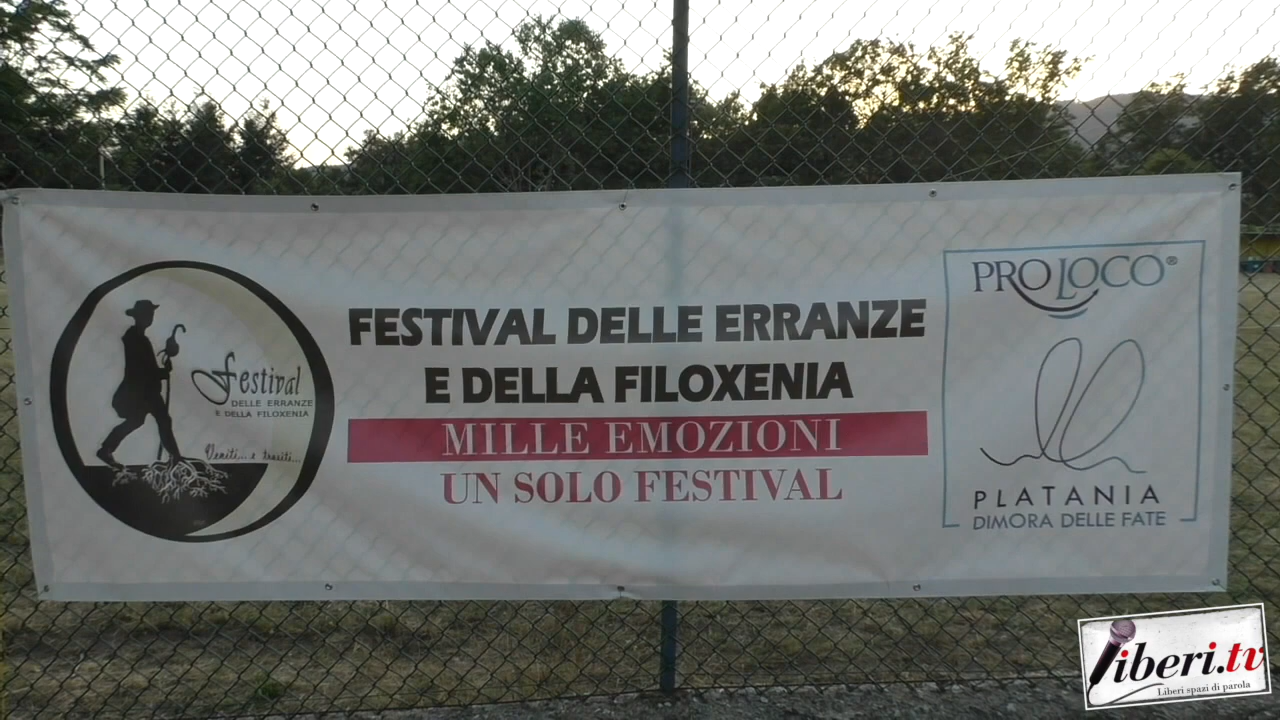 Festival
DELLE ERRANZE
E DELLA FILOXENIA
Veniti... e trasiti...
FESTIVAL DELLE ERRANZE
E DELLA FILOXENIA
MILLE EMOZIONI
UN SOLO FESTIVAL
PRO LOCO®
PLATANIA
DIMORA DELLE FATE
liberi.tv
Liberi spazi di parola